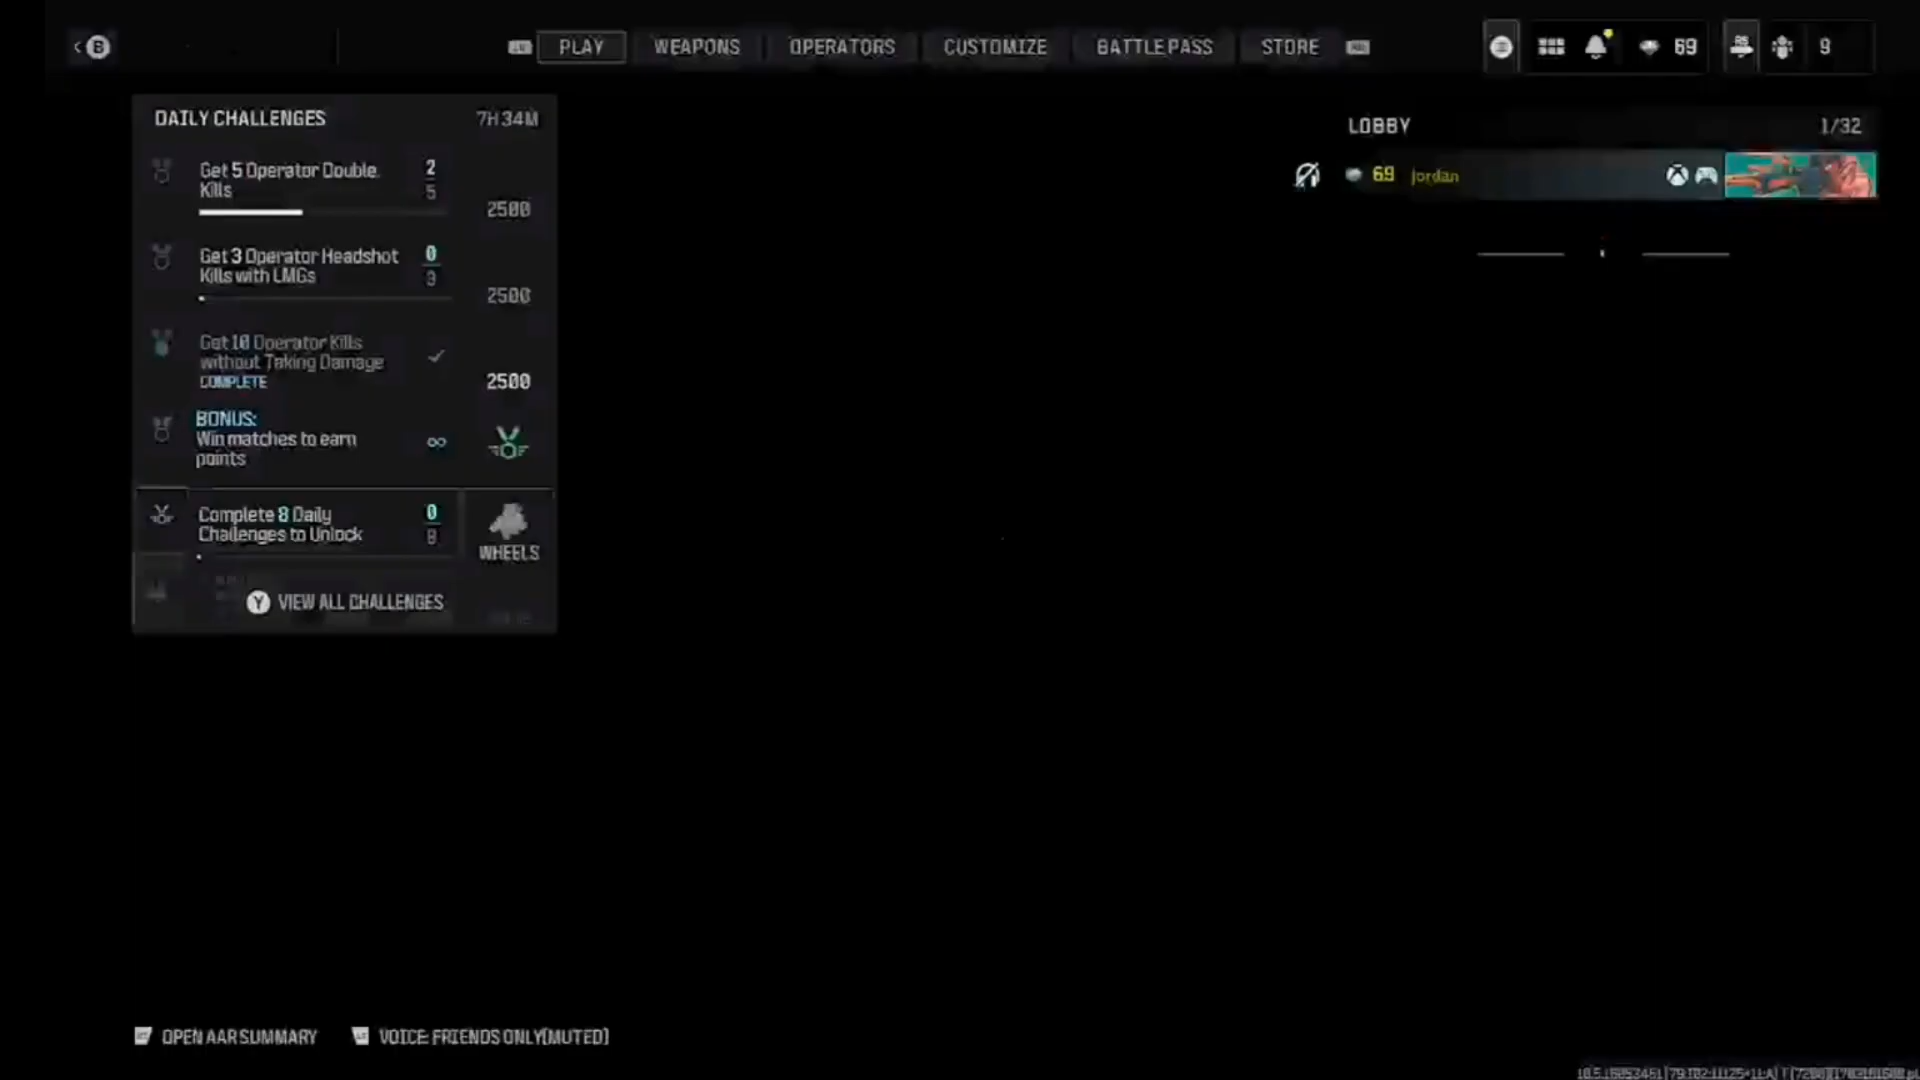 B
PLAY
WEAPONS
OPERATORS
CUSTOMIZE
BATTLE PASS
STORE
69
RS
9
DAILY CHALLENGES
7H 34M
Get 5 Operator Double
Kills
2
5
2500
Get 3 Operator Headshot
Kills with LMGs
0
3
2500
Get 10 Operator Kills
without Taking Damage
COMPLETE
2500
BONUS:
Win matches to earn
points
Complete 8 Daily
Challenges to Unlock
0
8
WHEELS
Y VIEW ALL CHALLENGES
LOBBY
1/32
69 jordan
OPEN AAR SUMMARY
VOICE: FRIENDS ONLY(MUTED)